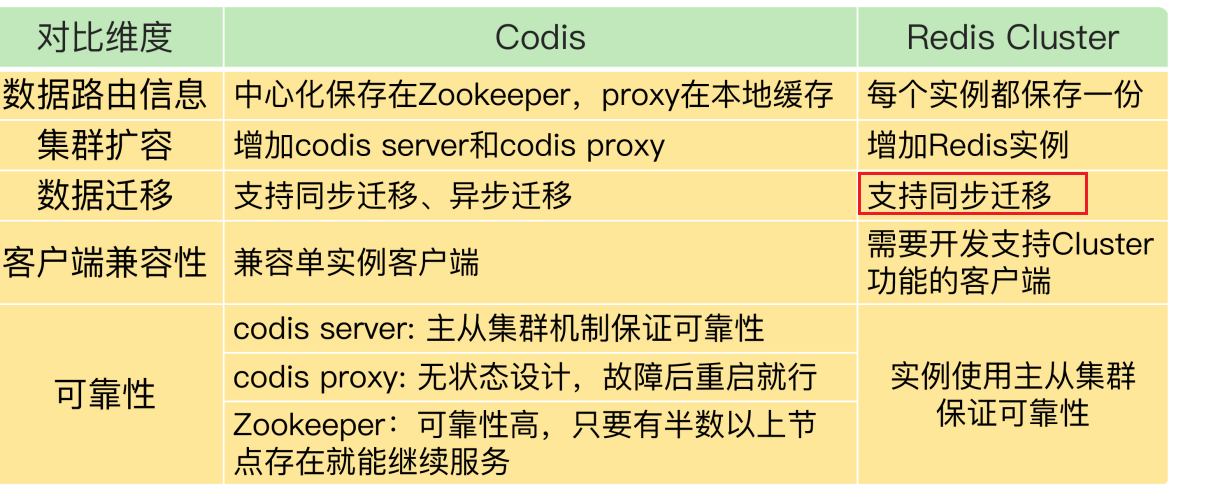 对比维度 Codis Redis Cluster
数据路由信息 中心化保存在Zookeeper，proxy在本地缓存 每个实例都保存一份
集群扩容 增加codis server和codis proxy 增加Redis实例
数据迁移 支持同步迁移、异步迁移 支持同步迁移
客户端兼容性 兼容单实例客户端 需要开发支持Cluster
功能的客户端
可靠性
codis server: 主从集群机制保证可靠性
codis proxy: 无状态设计，故障后重启就行
Zookeeper：可靠性高，只要有半数以上节
点存在就能继续服务
实例使用主从集群
保证可靠性